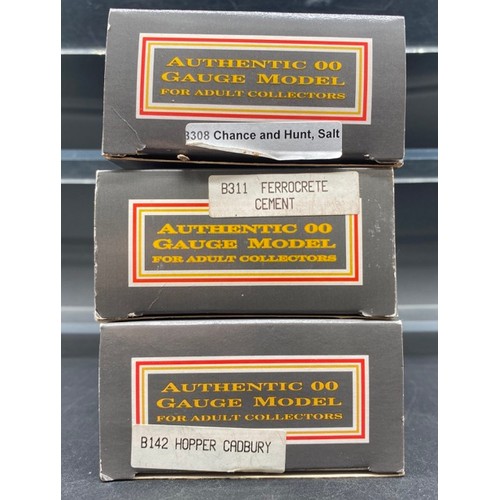 AUTHENTIC 00
GAUGE MODEL
FOR ADULT COLLECTORS
B308 Chance and Hunt, Salt
B311 FERROCRETE
CEMENT
AUTHENTIC 00
GAUGE MODEL
FOR ADULT COLLECTORS
AUTHENTIC 00
GAUGE MODEL
FOR ADULT COLLECTORS
B142 HOPPER CADBURY